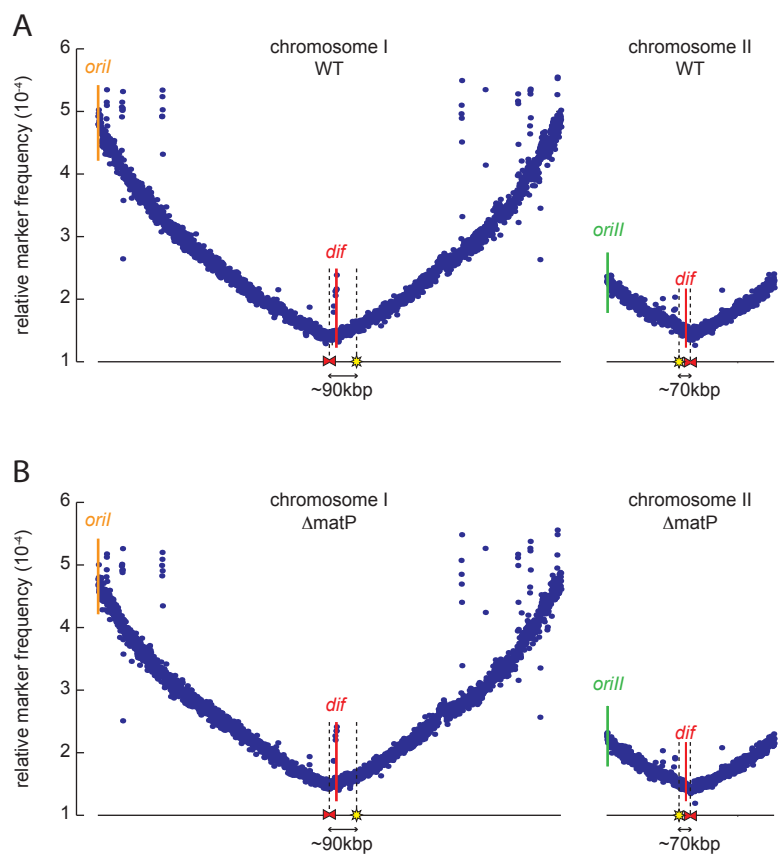 A
chromosome I
WT
chromosome II
WT
relative marker frequency (10⁻⁴)
6
5
4
3
2
1
oriI
dif
~90kbp
oriII
dif
~70kbp
B
chromosome I
ΔmatP
chromosome II
ΔmatP
relative marker frequency (10⁻⁴)
6
5
4
3
2
1
oriI
dif
~90kbp
oriII
dif
~70kbp